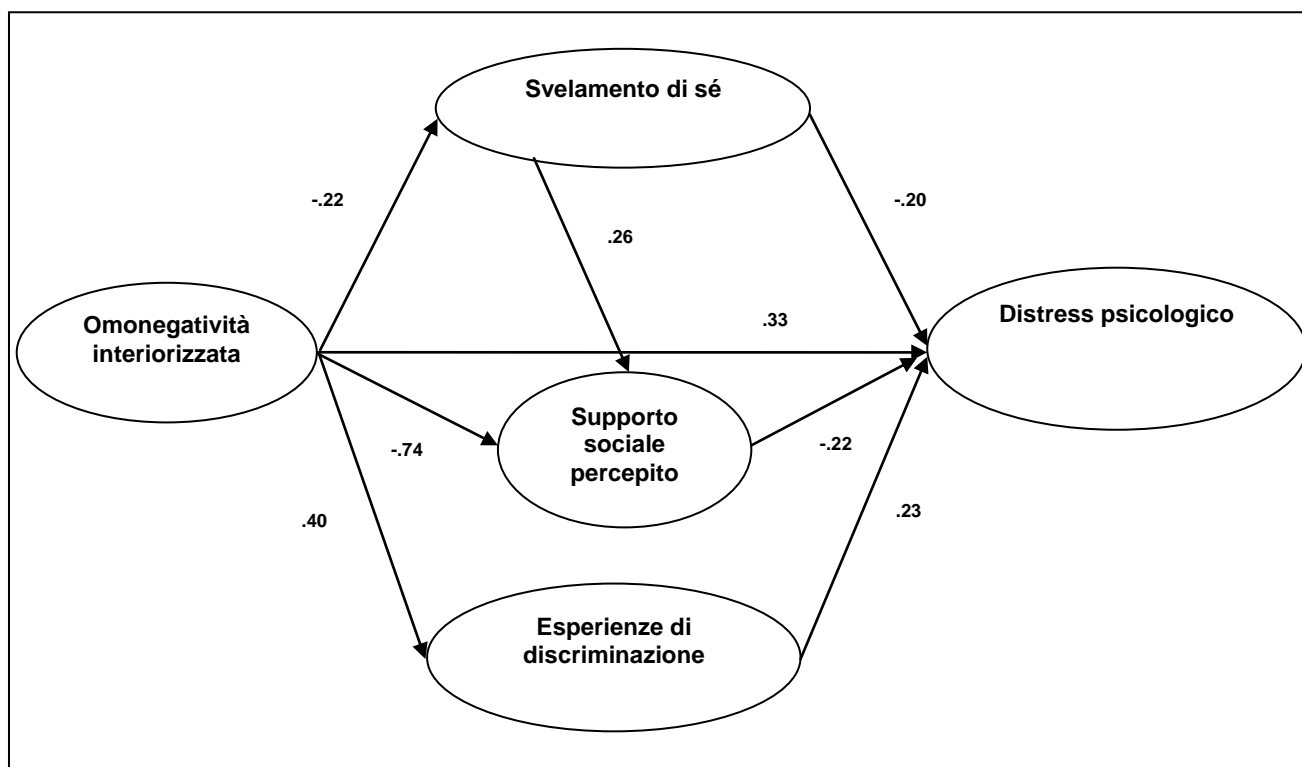 Svelamento di sé
-.22
-.20
.26
Omonegatività
interiorizzata
.33
Distress psicologico
Supporto
sociale
percepito
-.74
-.22
.40
.23
Esperienze di
discriminazione